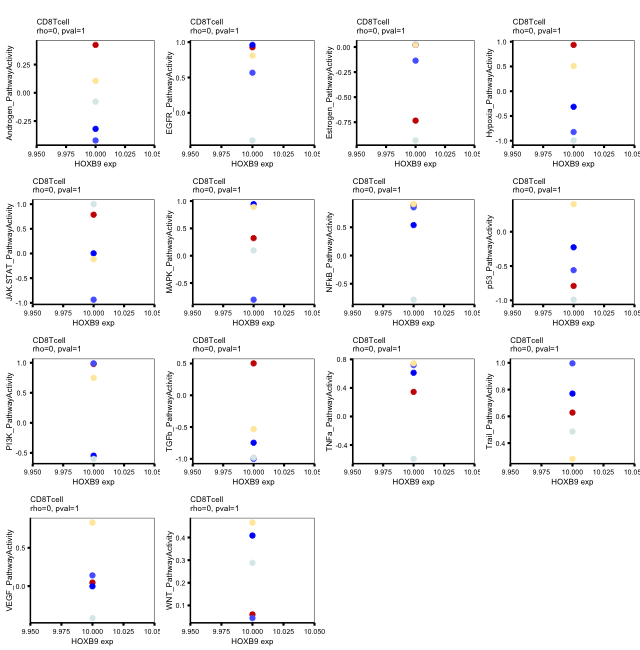 CD8Tcell
rho=0, pval=1
Androgen_PathwayActivity
0.25
-0.25
9.950 9.975 10.000 10.025 10.05
HOXB9 exp
CD8Tcell
rho=0, pval=1
EGFR_PathwayActivity
1.0
0.5
0.0
9.950 9.975 10.000 10.025 10.05
HOXB9 exp
CD8Tcell
rho=0, pval=1
Estrogen_PathwayActivity
0.00
-0.25
-0.50
-0.75
9.950 9.975 10.000 10.025 10.05
HOXB9 exp
CD8Tcell
rho=0, pval=1
Hypoxia_PathwayActivity
1.0
0.5
0.0
-0.5
-1.0
9.950 9.975 10.000 10.025 10.05
HOXB9 exp
CD8Tcell
rho=0, pval=1
JAK.STAT_PathwayActivity
1.0
0.5
0.0
-0.5
-1.0
9.950 9.975 10.000 10.025 10.05
HOXB9 exp
CD8Tcell
rho=0, pval=1
MAPK_PathwayActivity
1.0
0.5
0.0
-0.5
9.950 9.975 10.000 10.025 10.05
HOXB9 exp
CD8Tcell
rho=0, pval=1
NFkB_PathwayActivity
0.5
0.0
-0.5
9.950 9.975 10.000 10.025 10.05
HOXB9 exp
CD8Tcell
rho=0, pval=1
p53_PathwayActivity
0.0
-0.5
-1.0
9.950 9.975 10.000 10.025 10.05
HOXB9 exp
CD8Tcell
rho=0, pval=1
PI3K_PathwayActivity
1.0
0.5
0.0
-0.5
9.950 9.975 10.000 10.025 10.05
HOXB9 exp
CD8Tcell
rho=0, pval=1
TGFb_PathwayActivity
0.5
0.0
-0.5
-1.0
9.950 9.975 10.000 10.025 10.05
HOXB9 exp
CD8Tcell
rho=0, pval=1
TNFa_PathwayActivity
0.8
0.4
0.0
-0.4
9.950 9.975 10.000 10.025 10.05
HOXB9 exp
CD8Tcell
rho=0, pval=1
Trail_PathwayActivity
1.0
0.8
0.6
0.4
9.950 9.975 10.000 10.025 10.05
HOXB9 exp
CD8Tcell
rho=0, pval=1
VEGF_PathwayActivity
0.5
0.0
9.950 9.975 10.000 10.025 10.05
HOXB9 exp
CD8Tcell
rho=0, pval=1
WNT_PathwayActivity
0.4
0.3
0.2
0.1
9.950 9.975 10.000 10.025 10.050
HOXB9 exp